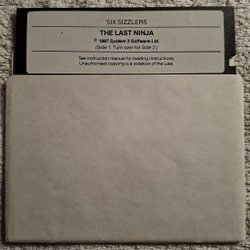 SIX SIZZLERS
THE LAST NINJA
© 1987 System 3 Software Ltd.
(Side 1. Turn over for Side 2.)
See instruction manual for loading instructions.
Unauthorised copying is a violation of the Law.